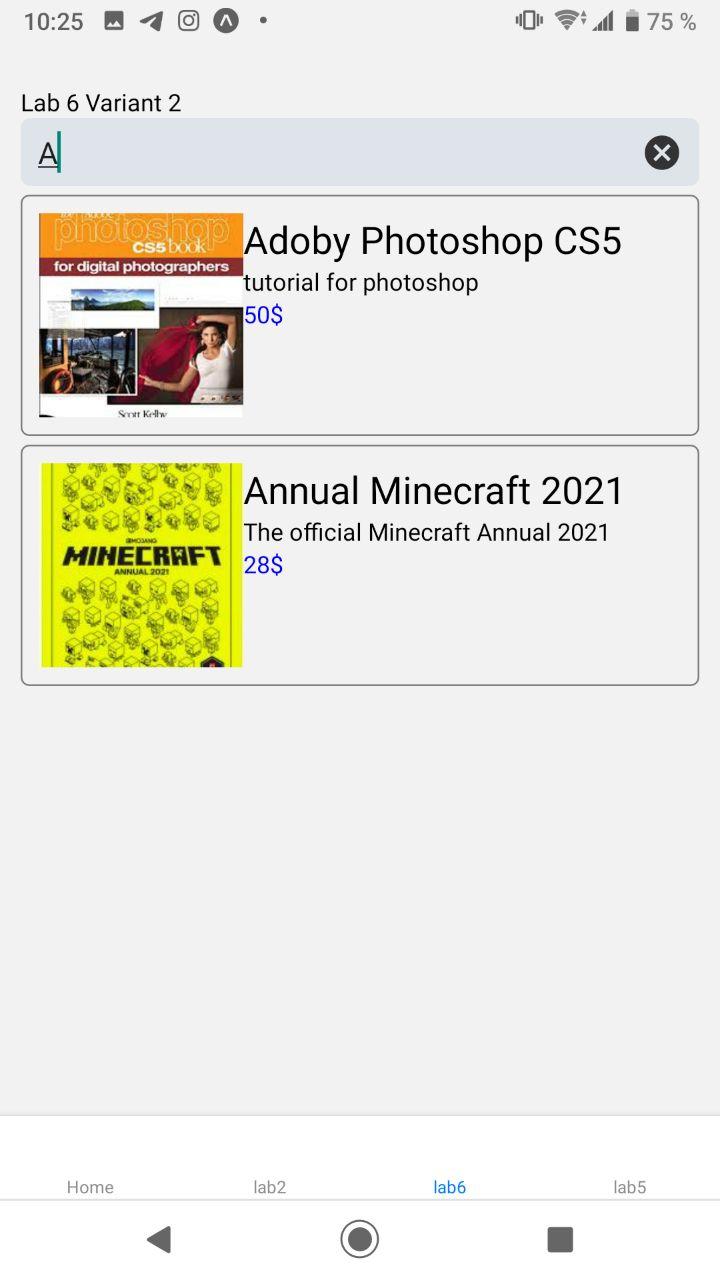 10:25
75 %
Lab 6 Variant 2
A
photoshop
CS5 book
for digital photographers
Scott Kelby
Adoby Photoshop CS5
tutorial for photoshop
50$
MOJANG
MINECRAFT
ANNUAL 2021
Annual Minecraft 2021
The official Minecraft Annual 2021
28$
Home
lab2
lab6
lab5